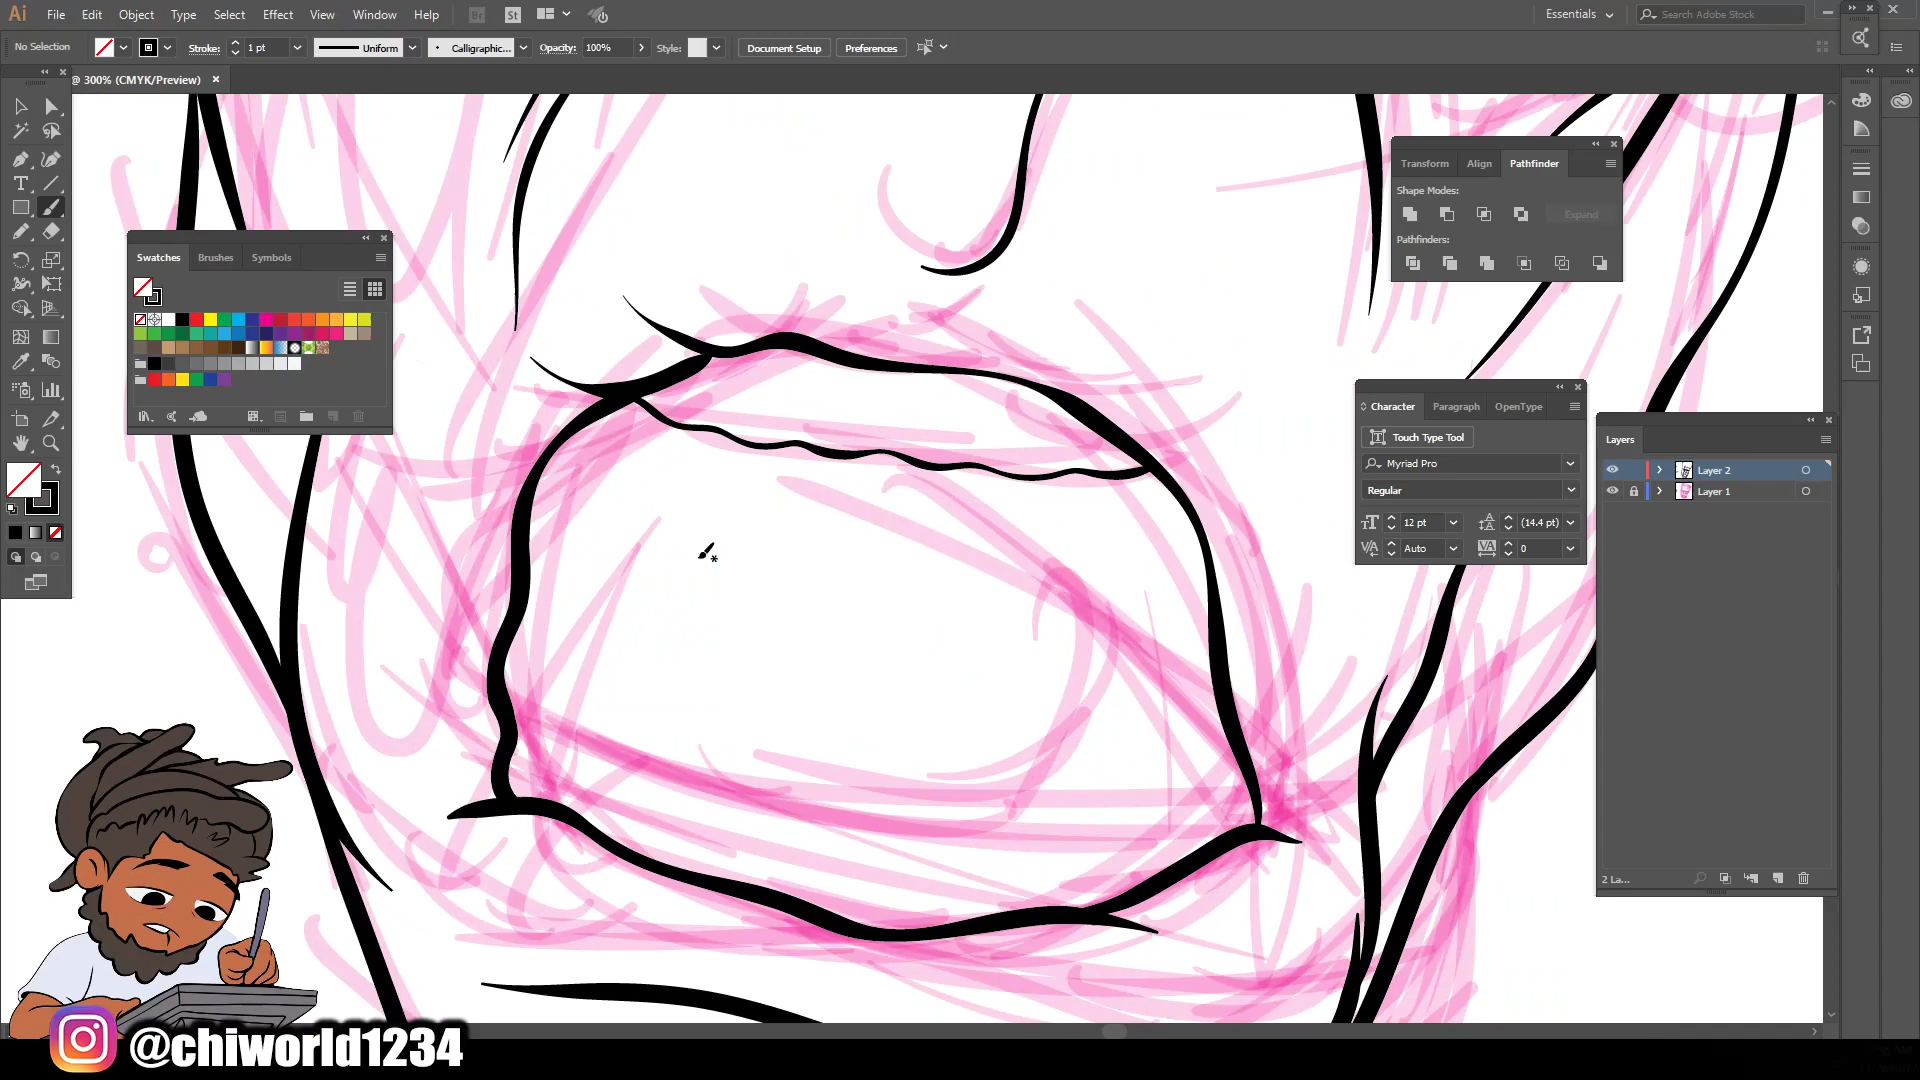 Ai File Edit Object Type Select Effect View Window Help Br St Essentials Search Adobe Stock
No Selection Stroke: 1 pt Uniform Calligraphic... Opacity: 100% Style: Document Setup Preferences
@ 300% (CMYK/Preview) ×
Transform Align Pathfinder
Shape Modes:
Expand
Pathfinders:
Swatches Brushes Symbols
Character Paragraph OpenType
Touch Type Tool
Myriad Pro
Regular
12 pt (14.4 pt)
Auto 0
Layers
Layer 2
Layer 1
2 La...
@chiworld1234